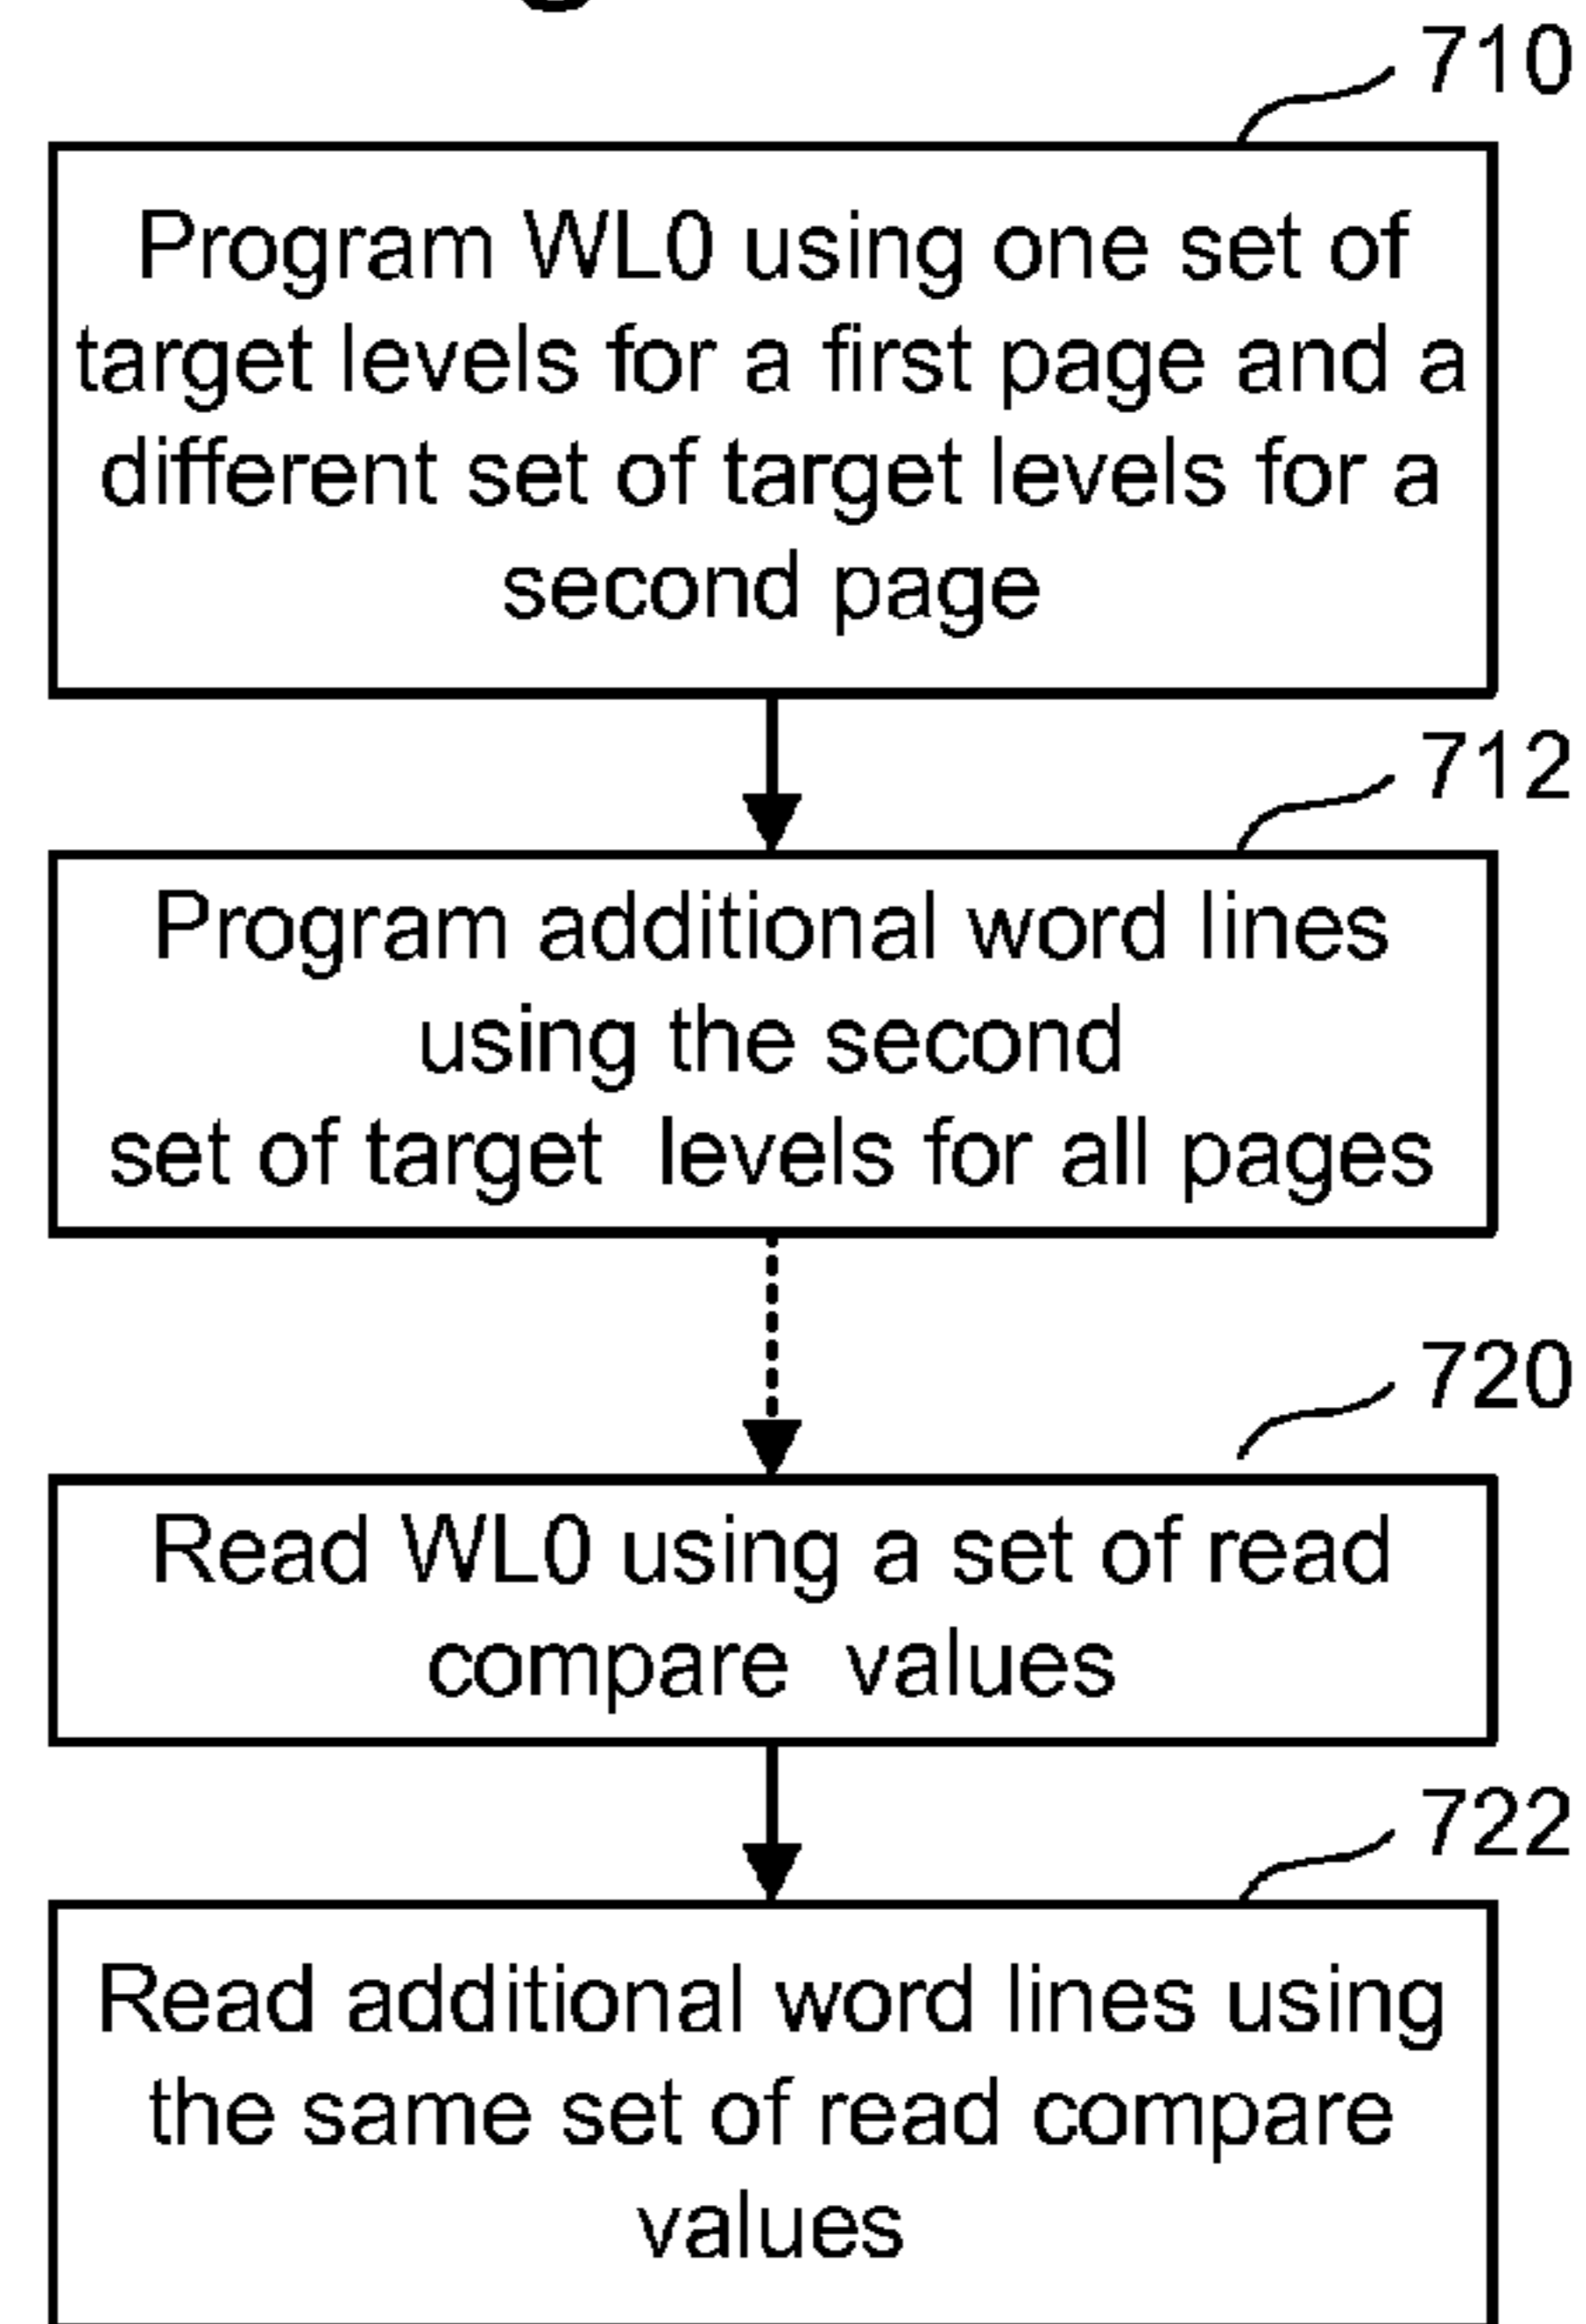 710
Program WL0 using one set of
target levels for a first page and a
different set of target levels for a
second page
712
Program additional word lines
using the second
set of target levels for all pages
720
Read WL0 using a set of read
compare values
722
Read additional word lines using
the same set of read compare
values